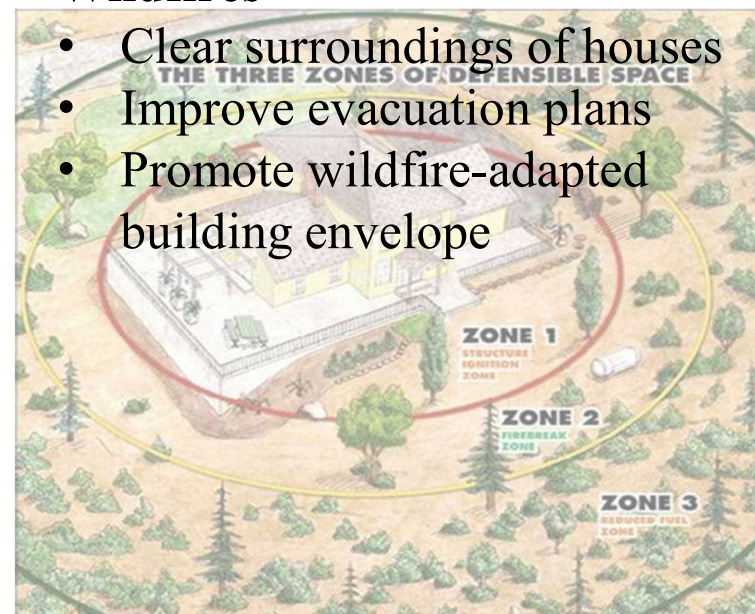 • Clear surroundings of houses
THE THREE ZONES OF DEFENSIBLE SPACE
• Improve evacuation plans
• Promote wildfire-adapted
building envelope
ZONE 1
STRUCTURE
IGNITION
ZONE
ZONE 2
FIREBREAK
ZONE
ZONE 3
REDUCED FUEL
ZONE